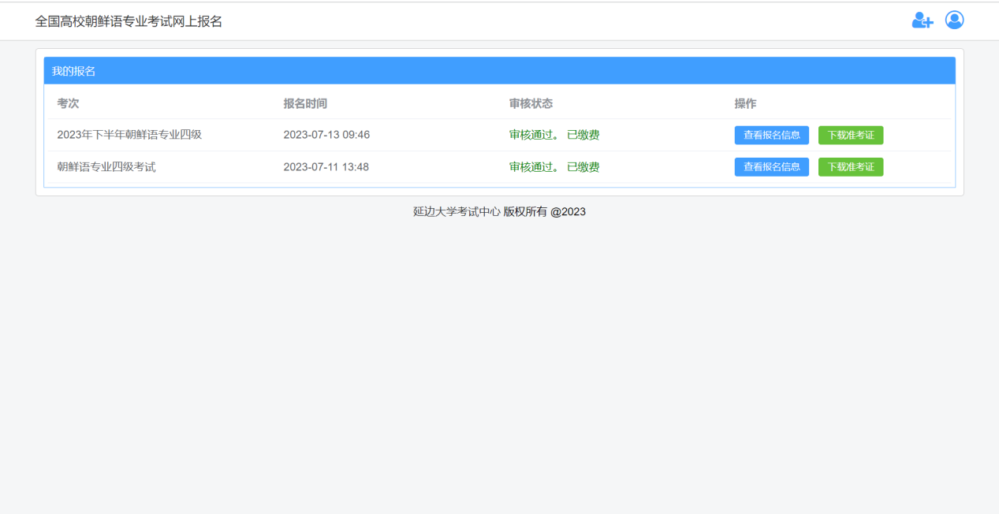 全国高校朝鲜语专业考试网上报名
我的报名
考次 报名时间 审核状态 操作
2023年下半年朝鲜语专业四级 2023-07-13 09:46 审核通过。 已缴费 查看报名信息 下载准考证
朝鲜语专业四级考试 2023-07-11 13:48 审核通过。 已缴费 查看报名信息 下载准考证
延边大学考试中心 版权所有 @2023